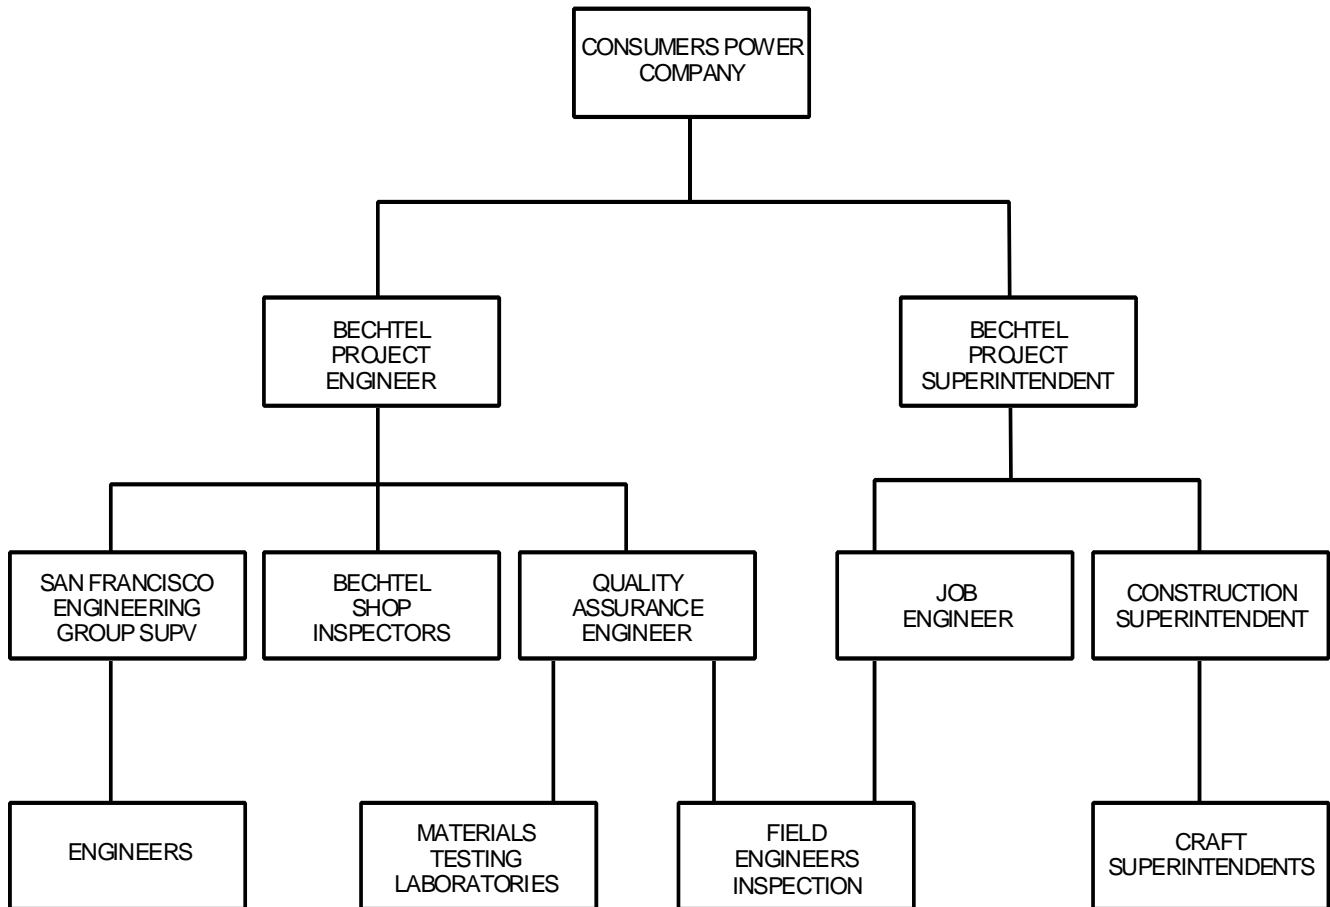 CONSUMERS POWER
COMPANY
BECHTEL
PROJECT
ENGINEER
BECHTEL
PROJECT
SUPERINTENDENT
SAN FRANCISCO
ENGINEERING
GROUP SUPV
BECHTEL
SHOP
INSPECTORS
QUALITY
ASSURANCE
ENGINEER
JOB
ENGINEER
CONSTRUCTION
SUPERINTENDENT
ENGINEERS
MATERIALS
TESTING
LABORATORIES
FIELD
ENGINEERS
INSPECTION
CRAFT
SUPERINTENDENTS